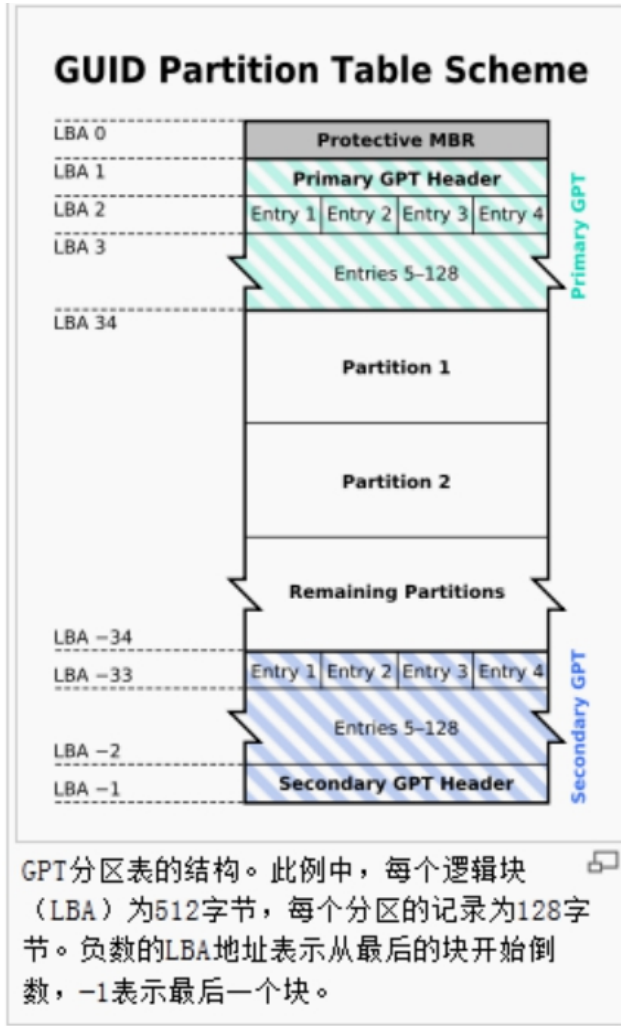 GUID Partition Table Scheme
LBA 0
Protective MBR
LBA 1
Primary GPT Header
LBA 2
Entry 1 Entry 2 Entry 3 Entry 4
LBA 3
Entries 5–128
Primary GPT
LBA 34
Partition 1
Partition 2
Remaining Partitions
LBA −34
LBA −33
Entry 1 Entry 2 Entry 3 Entry 4
Entries 5–128
Secondary GPT
LBA −2
LBA −1
Secondary GPT Header
GPT分区表的结构。此例中，每个逻辑块
（LBA）为512字节，每个分区的记录为128字
节。负数的LBA地址表示从最后的块开始倒
数，-1表示最后一个块。